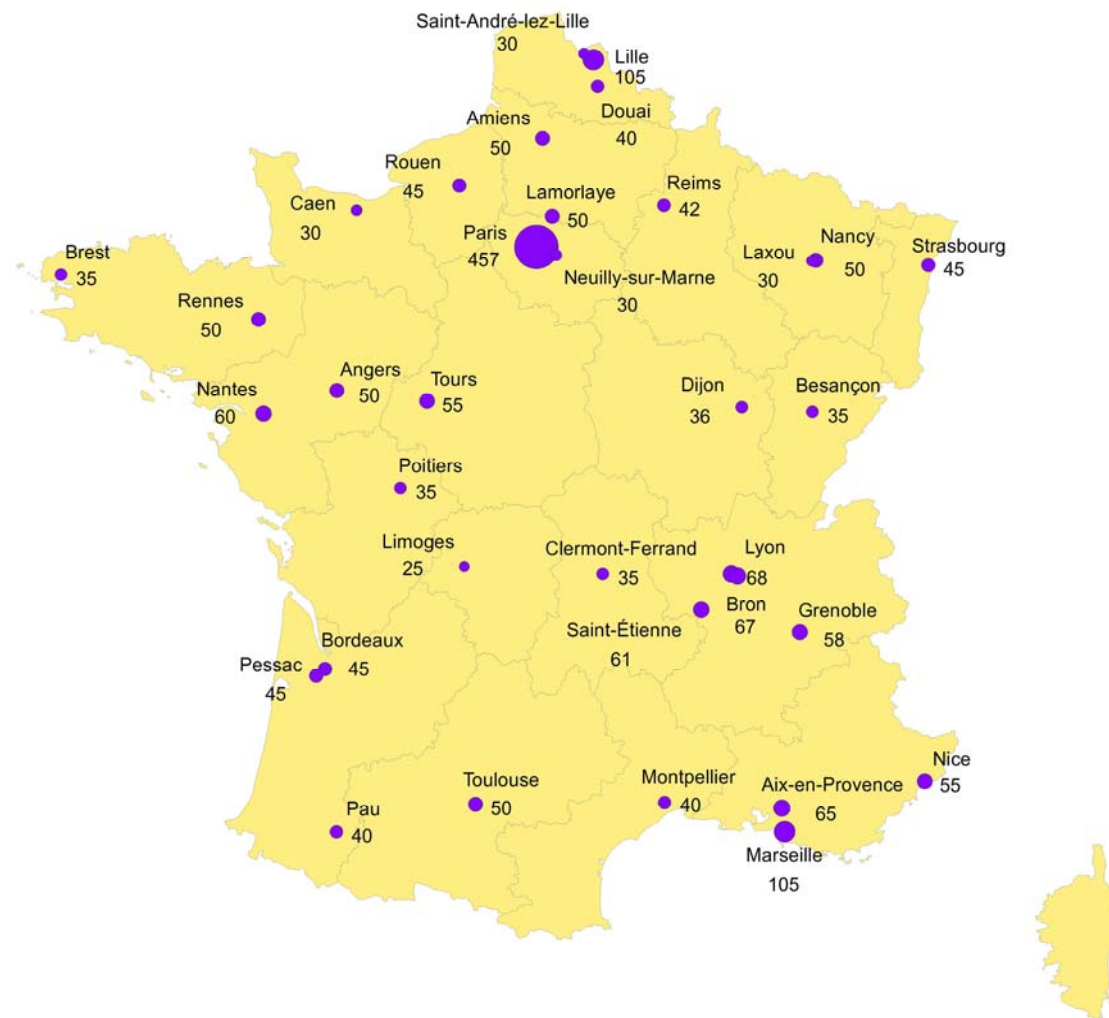 Saint-André-lez-Lille
30
Lille
105
Douai
40
Amiens
50
Rouen
45
Lamorlaye
50
Reims
42
Caen
30
Paris
457
Neuilly-sur-Marne
30
Laxou
30
Nancy
50
Strasbourg
45
Brest
35
Rennes
50
Angers
50
Tours
55
Nantes
60
Dijon
36
Besançon
35
Poitiers
35
Limoges
25
Clermont-Ferrand
35
Lyon
68
Bron
67
Saint-Étienne
61
Grenoble
58
Bordeaux
45
Pessac
45
Pau
40
Toulouse
50
Montpellier
40
Aix-en-Provence
65
Nice
55
Marseille
105